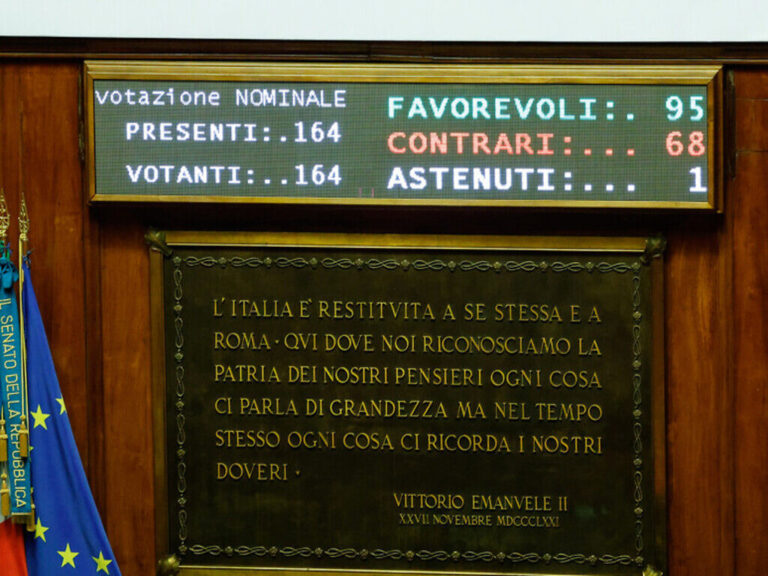 votazione NOMINALE
PRESENTI:.164
VOTANTI:..164
FAVOREVOLI:. 95
CONTRARI:... 68
ASTENUTI:... 1
L'ITALIA E' RESTITVITA A SE STESSA E A
ROMA · QVI DOVE NOI RICONOSCIAMO LA
PATRIA DEI NOSTRI PENSIERI OGNI COSA
CI PARLA DI GRANDEZZA MA NEL TEMPO
STESSO OGNI COSA CI RICORDA I NOSTRI
DOVERI ·
VITTORIO EMANVELE II
XXVII NOVEMBRE MDCCCLXXI
IL SENATO DELLA REPUBBLICA